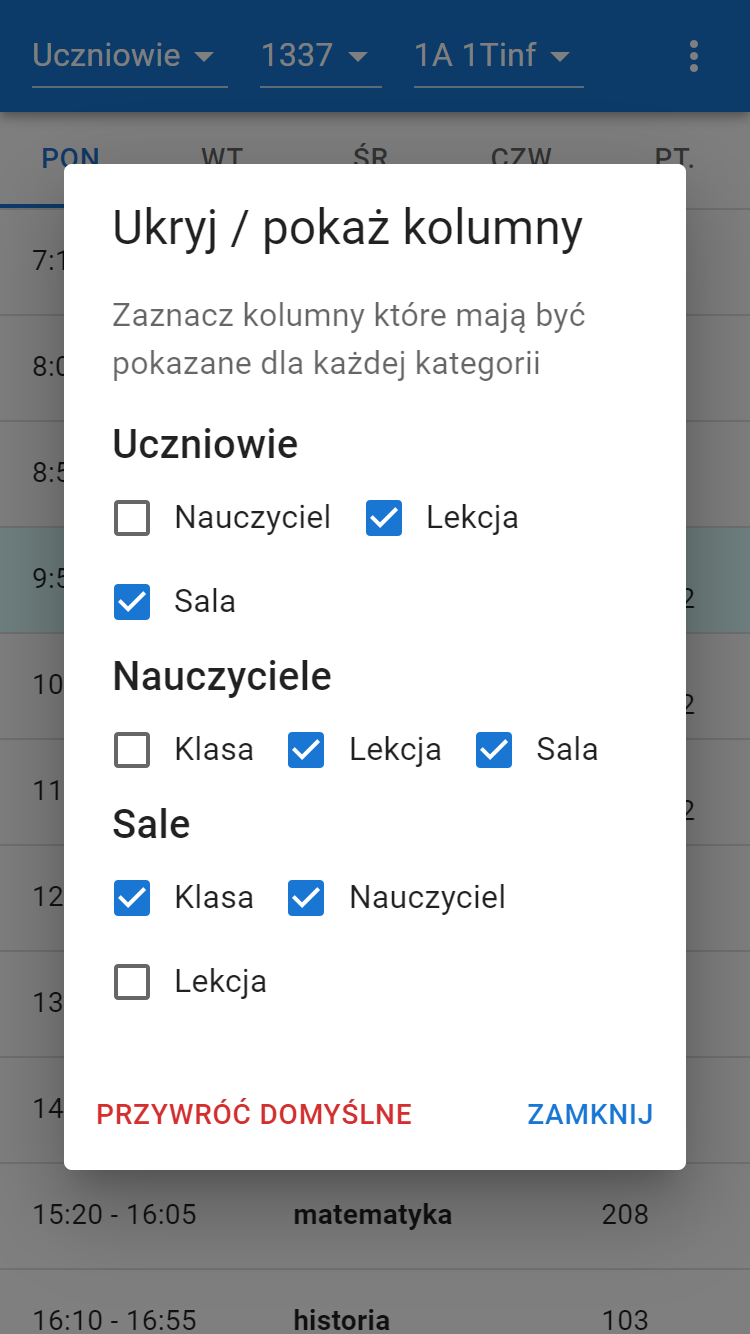 Uczniowie 1337 1A 1Tinf
PON WT ŚR CZW PT.
Ukryj / pokaż kolumny
Zaznacz kolumny które mają być
pokazane dla każdej kategorii
Uczniowie
Nauczyciel Lekcja
Sala
Nauczyciele
Klasa Lekcja Sala
Sale
Klasa Nauczyciel
Lekcja
PRZYWRÓĆ DOMYŚLNE ZAMKNIJ
15:20 - 16:05 matematyka 208
16:10 - 16:55 historia 103